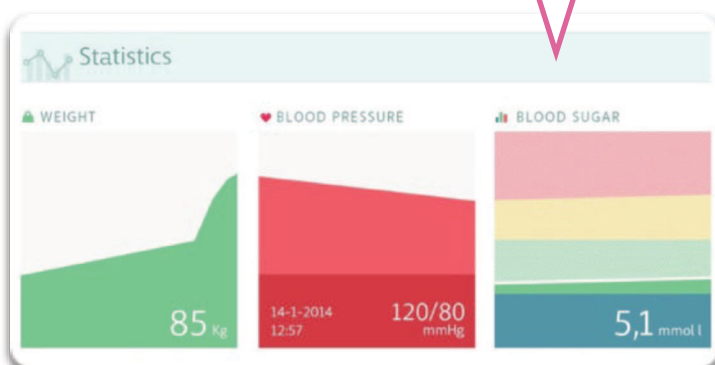 Statistics
WEIGHT
BLOOD PRESSURE
BLOOD SUGAR
85 Kg
14-1-2014
12:57
120/80
mmHg
5,1 mmol l